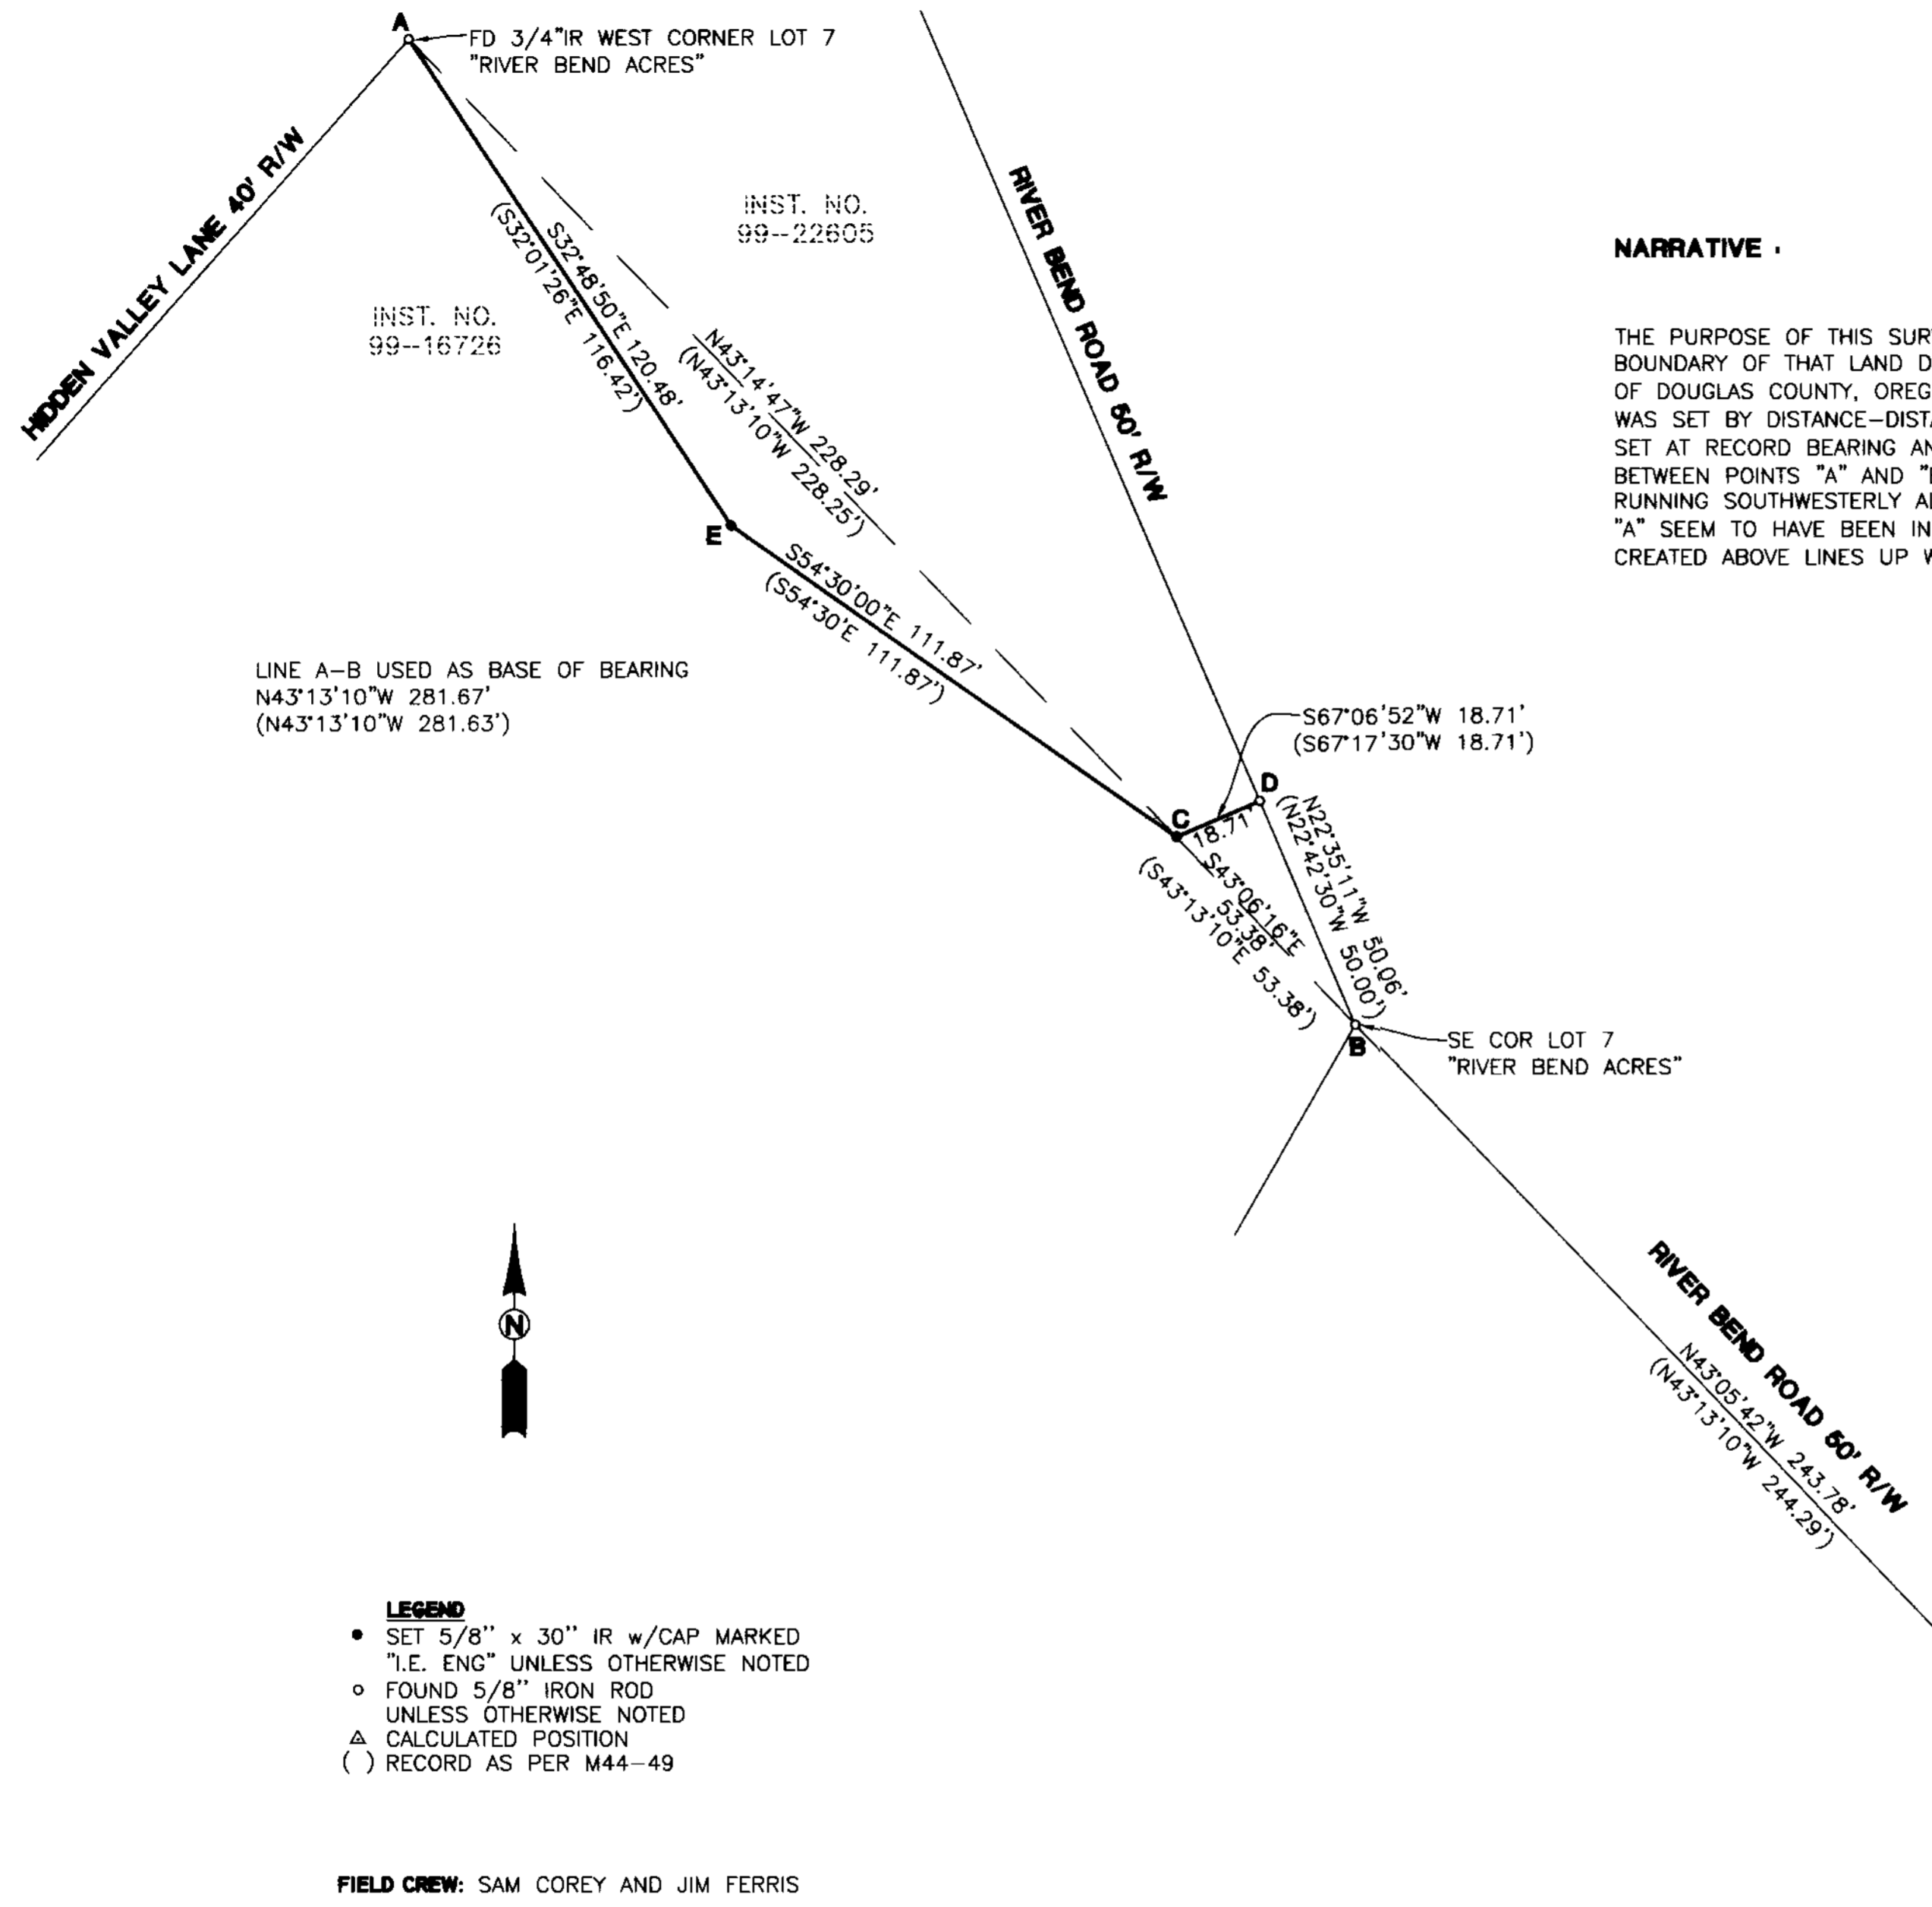 A
FD 3/4"IR WEST CORNER LOT 7
"RIVER BEND ACRES"
HIDDEN VALLEY LANE 40' R/W
INST. NO.
99--22605
INST. NO.
99--16726
S32°48'50"E 120.48'
(S32°01'26"E 116.42')
N43°14'47"W 228.29'
(N43°13'10"W 228.25')
RIVER BEND ROAD 50' R/W
NARRATIVE :
THE PURPOSE OF THIS SUR
BOUNDARY OF THAT LAND D
OF DOUGLAS COUNTY, OREG
WAS SET BY DISTANCE-DIST
SET AT RECORD BEARING AN
BETWEEN POINTS "A" AND "
RUNNING SOUTHWESTERLY A
"A" SEEM TO HAVE BEEN IN
CREATED ABOVE LINES UP W
E
S54°30'00"E 111.87'
(S54°30'E 111.87')
LINE A-B USED AS BASE OF BEARING
N43°13'10"W 281.67'
(N43°13'10"W 281.63')
S67°06'52"W 18.71'
(S67°17'30"W 18.71')
D
C
18.71'
N22°35'11"W 50.06'
(N22°42'30"W 50.00')
S43°06'16"E
53.38'
(S43°13'10"E 53.38')
B
SE COR LOT 7
"RIVER BEND ACRES"
N
RIVER BEND ROAD 50' R/W
N43°05'42"W 243.78'
(N43°13'10"W 244.29')
LEGEND
● SET 5/8" x 30" IR w/CAP MARKED
"I.E. ENG" UNLESS OTHERWISE NOTED
○ FOUND 5/8" IRON ROD
UNLESS OTHERWISE NOTED
△ CALCULATED POSITION
( ) RECORD AS PER M44-49
FIELD CREW: SAM COREY AND JIM FERRIS